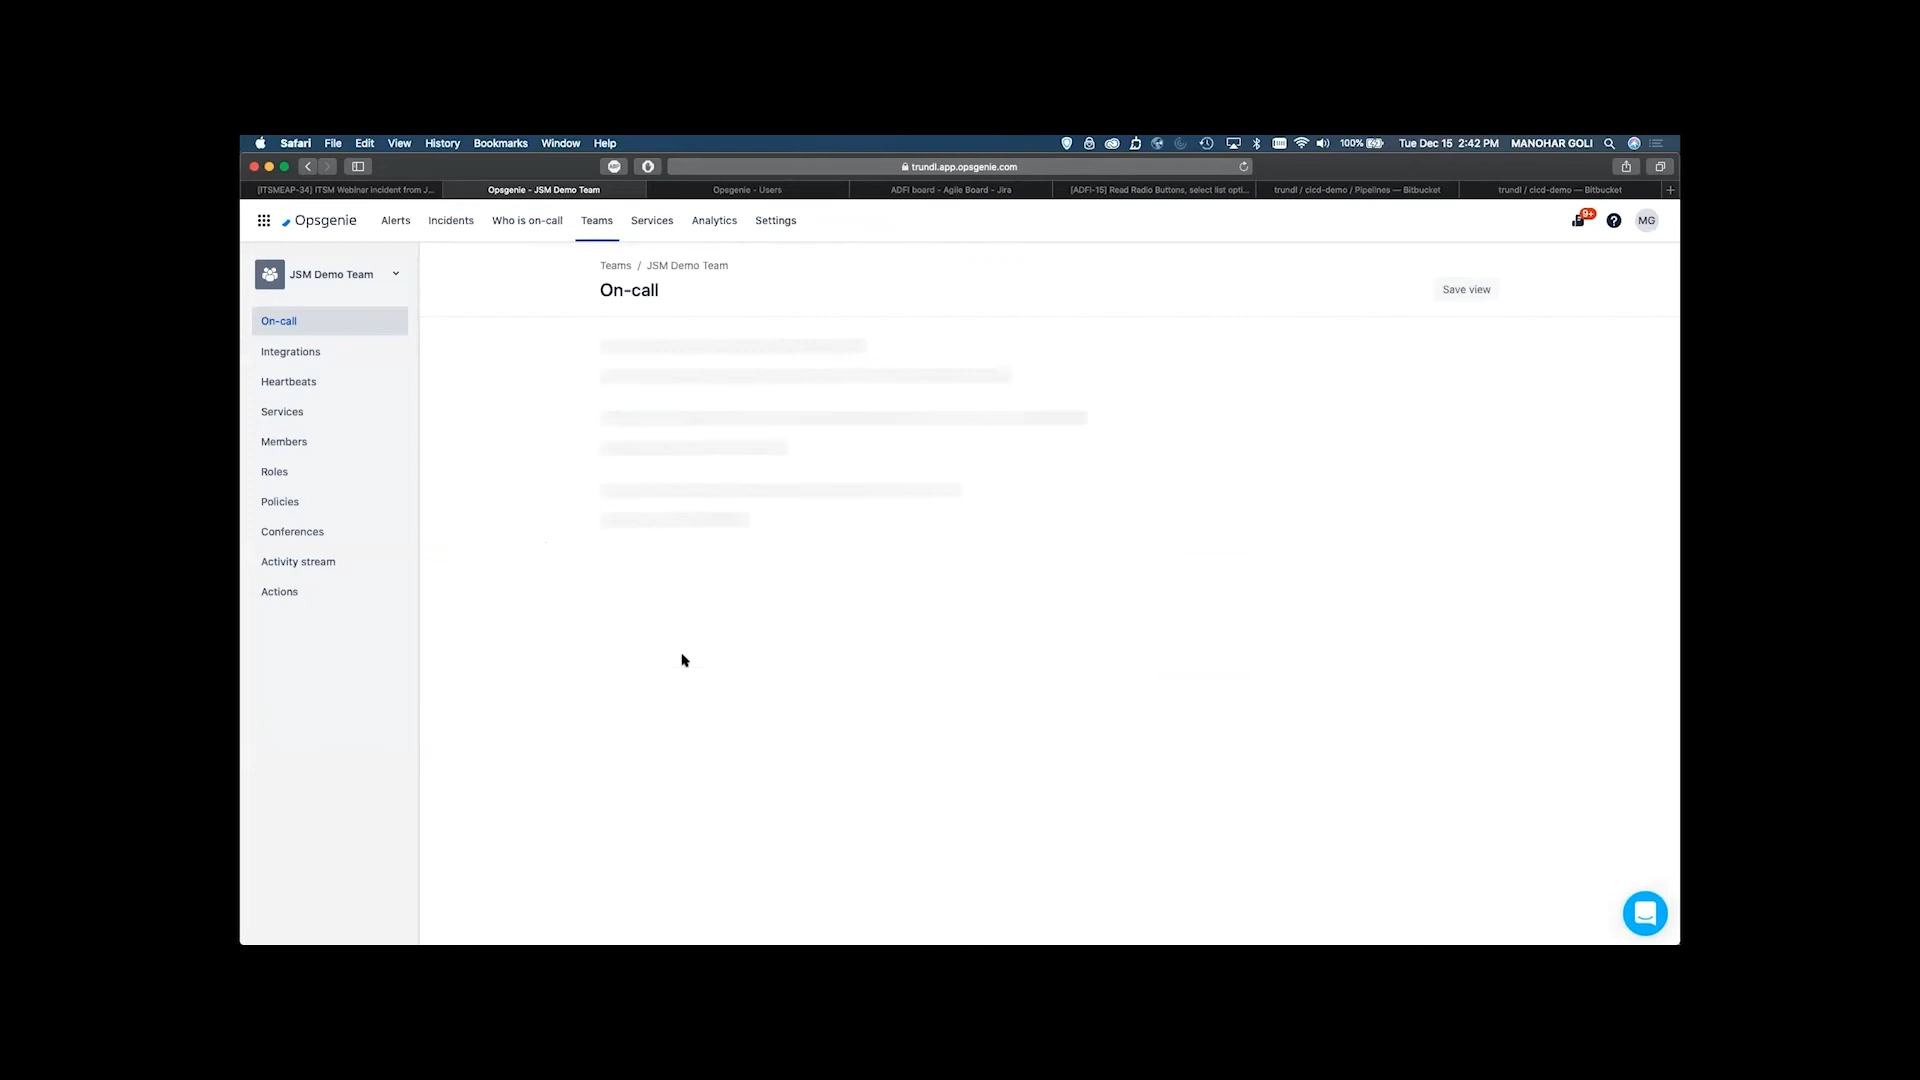 Safari File Edit View History Bookmarks Window Help 100% Tue Dec 15 2:42 PM MANOHAR GOLI
trundl.app.opsgenie.com
[ITSMEAP-34] ITSM Webinar incident from J... Opsgenie - JSM Demo Team Opsgenie - Users ADFI board - Agile Board - Jira [ADFI-15] Read Radio Buttons, select list opti... trundl / cicd-demo / Pipelines — Bitbucket trundl / cicd-demo — Bitbucket
Opsgenie Alerts Incidents Who is on-call Teams Services Analytics Settings 9+ MG
JSM Demo Team
Teams / JSM Demo Team
On-call
Save view
On-call
Integrations
Heartbeats
Services
Members
Roles
Policies
Conferences
Activity stream
Actions